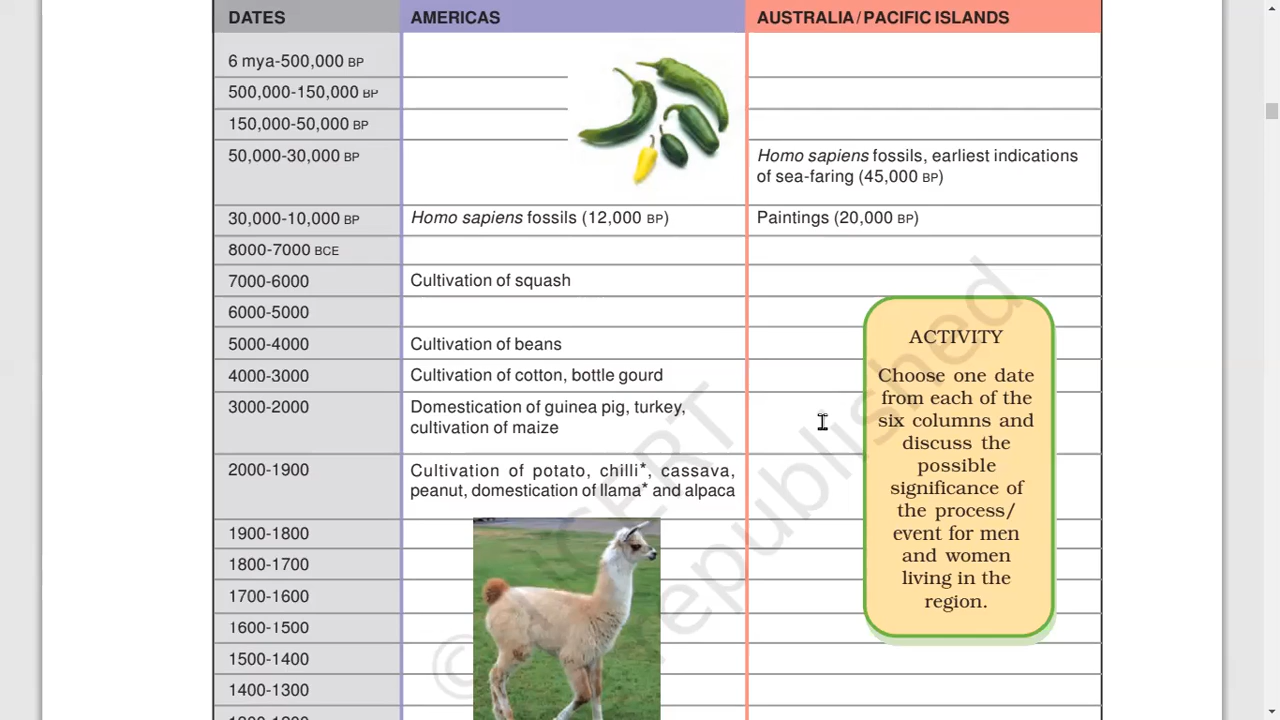 DATES AMERICAS AUSTRALIA/PACIFIC ISLANDS
6 mya-500,000 BP
500,000-150,000 BP
150,000-50,000 BP
50,000-30,000 BP Homo sapiens fossils, earliest indications
of sea-faring (45,000 BP)
30,000-10,000 BP Homo sapiens fossils (12,000 BP) Paintings (20,000 BP)
8000-7000 BCE
7000-6000 Cultivation of squash
6000-5000
5000-4000 Cultivation of beans
4000-3000 Cultivation of cotton, bottle gourd
3000-2000 Domestication of guinea pig, turkey,
cultivation of maize
2000-1900 Cultivation of potato, chilli*, cassava,
peanut, domestication of llama* and alpaca
1900-1800
1800-1700
1700-1600
1600-1500
1500-1400
1400-1300
ACTIVITY
Choose one date
from each of the
six columns and
discuss the
possible
significance of
the process/
event for men
and women
living in the
region.
republished